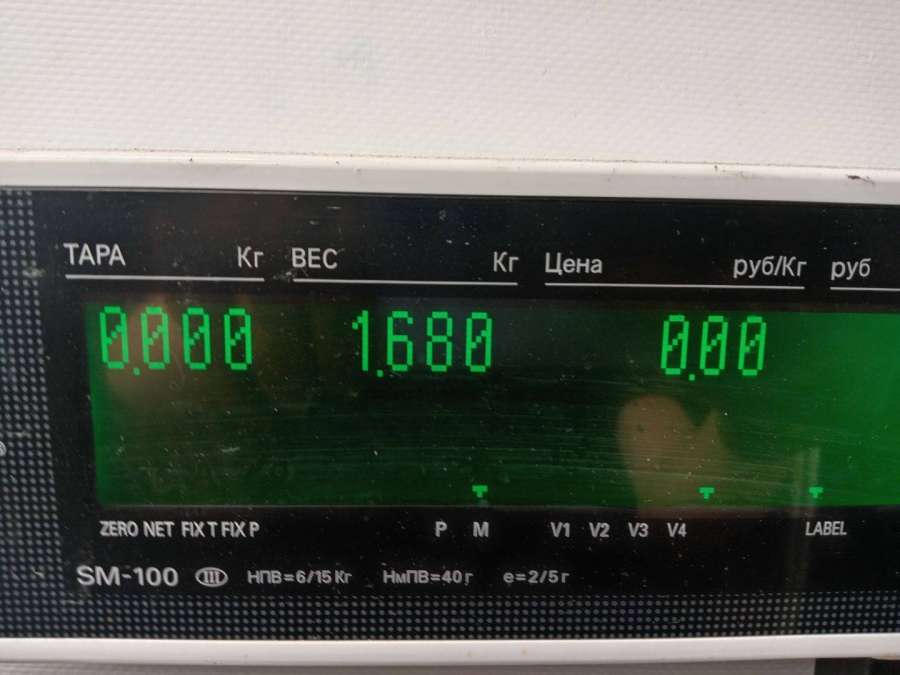 ТАРА Кг ВЕС Кг Цена руб/Кг руб
0.000 1.680 0.00
ZERO NET FIX T FIX P P M V1 V2 V3 V4 LABEL
SM-100 III НПВ=6/15 Кг НмПВ=40 г e=2/5 г